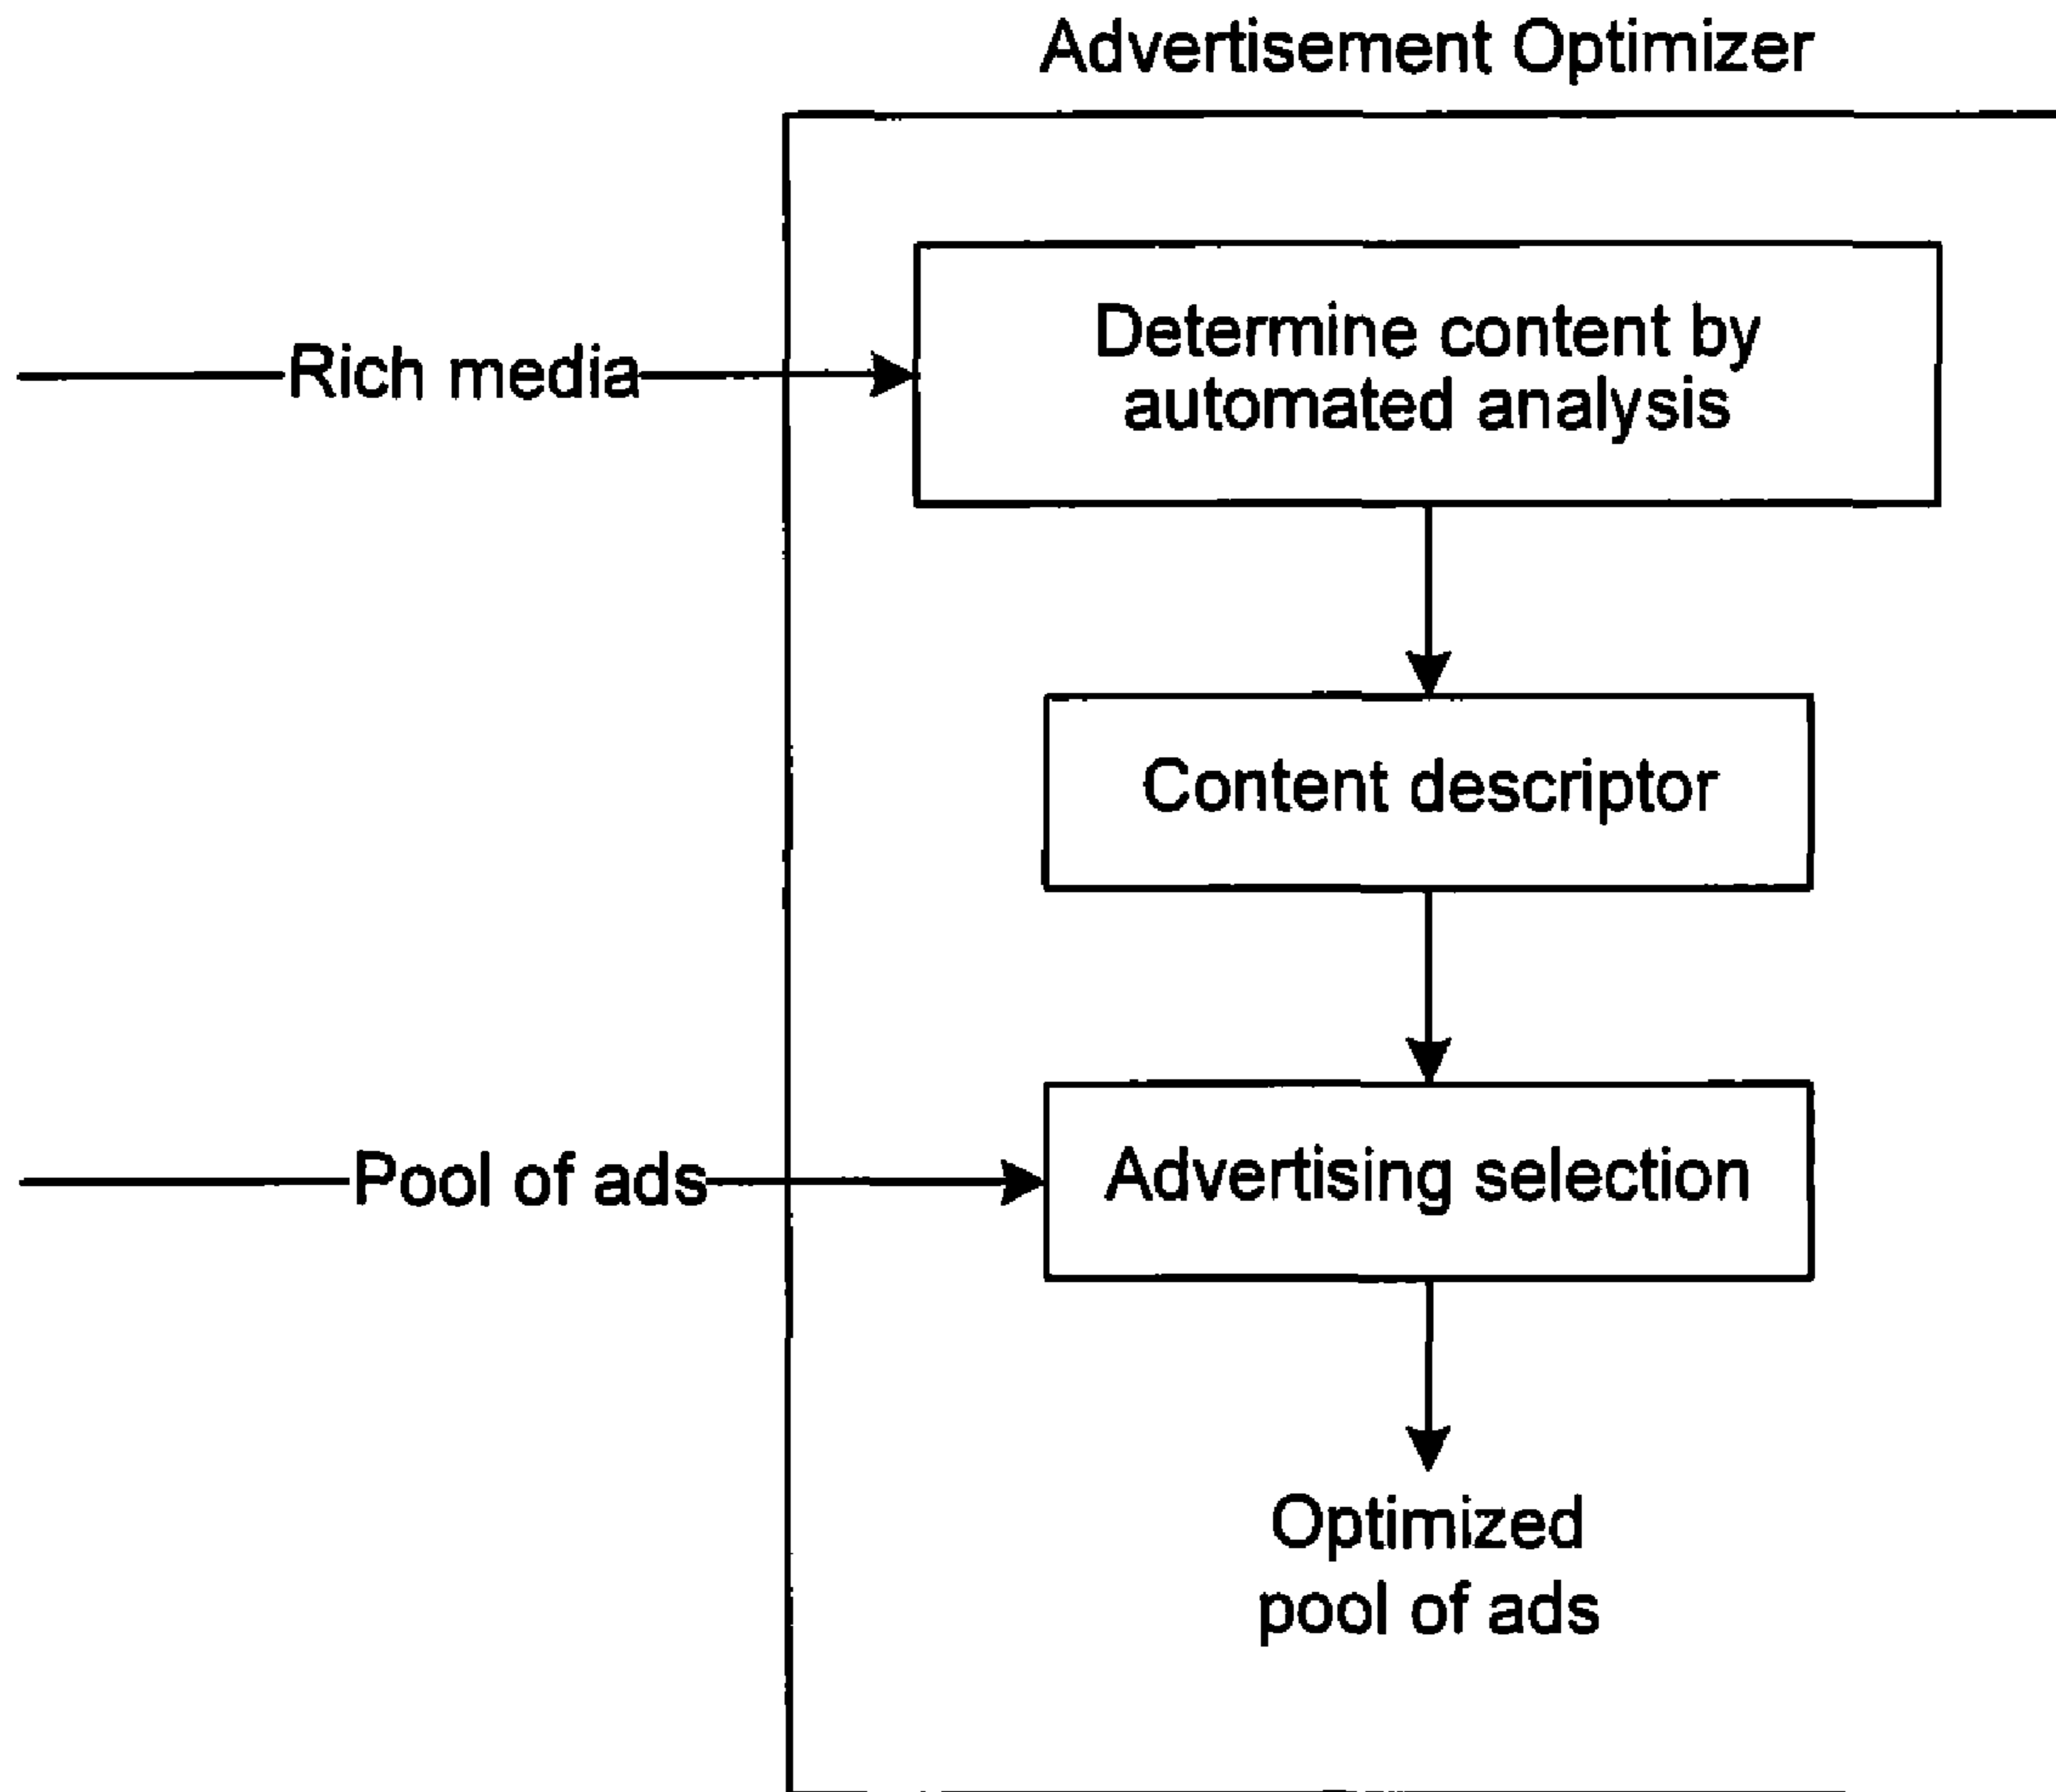 Advertisement Optimizer
Rich media
Determine content by
automated analysis
Content descriptor
Pool of ads
Advertising selection
Optimized
pool of ads